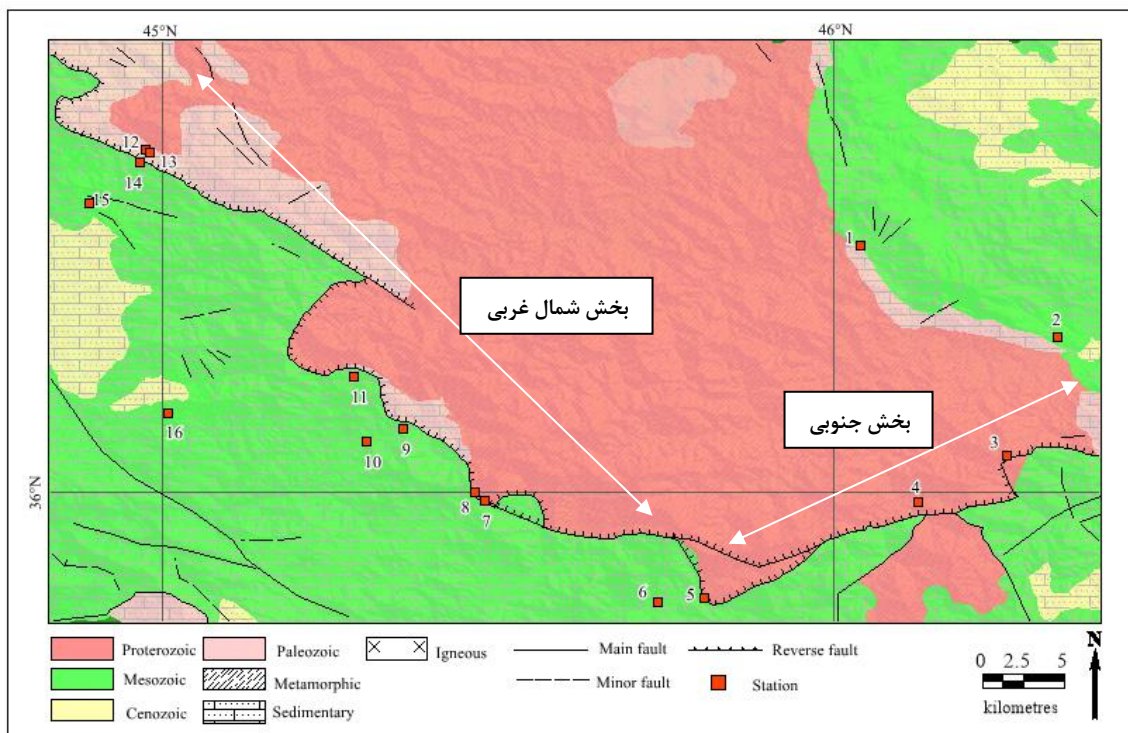 45°N
46°N
12
13
14
15
1
بخش شمال غربی
2
11
بخش جنوبی
16
9
10
3
36°N
8
7
4
6
5
Proterozoic
Paleozoic
Igneous
Main fault
Reverse fault
N
Mesozoic
Metamorphic
Minor fault
Station
0 2.5 5
Cenozoic
Sedimentary
kilometres